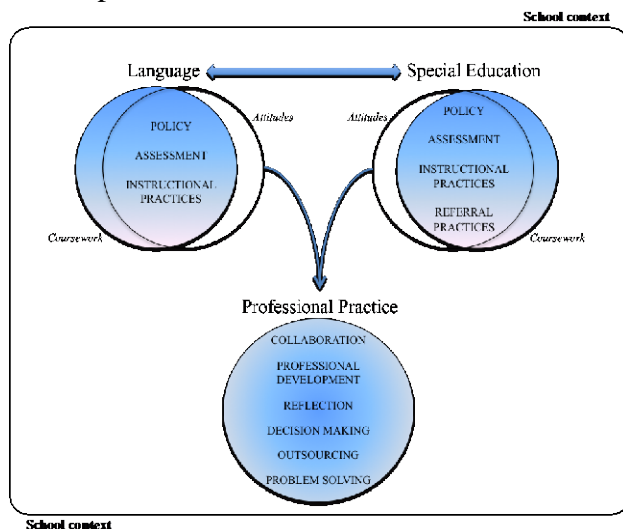 School context
Language
Special Education
Attitudes
Attitudes
POLICY
ASSESSMENT
INSTRUCTIONAL
PRACTICES
Coursework
POLICY
ASSESSMENT
INSTRUCTIONAL
PRACTICES
REFERRAL
PRACTICES
Coursework
Professional Practice
COLLABORATION
PROFESSIONAL
DEVELOPMENT
REFLECTION
DECISION MAKING
OUTSOURCING
PROBLEM SOLVING
School context